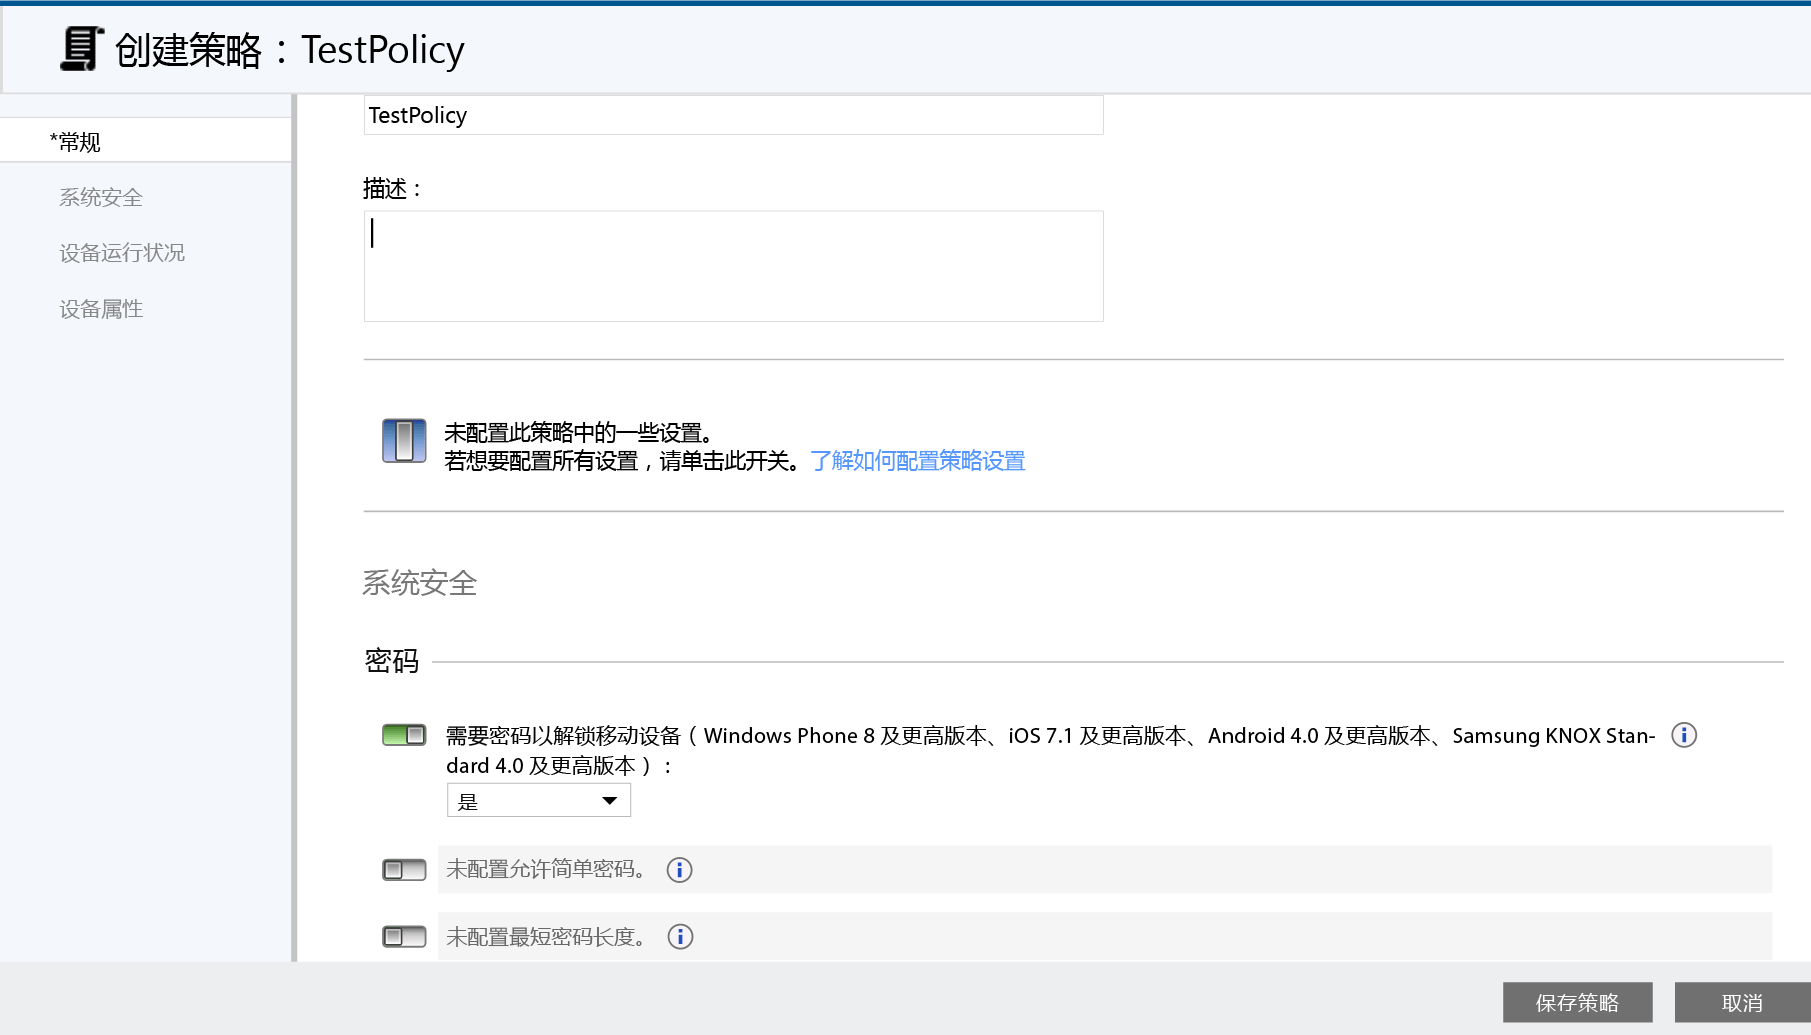 创建策略：TestPolicy
*常规
系统安全
设备运行状况
设备属性
TestPolicy
描述：
未配置此策略中的一些设置。
若想要配置所有设置，请单击此开关。了解如何配置策略设置
系统安全
密码
需要密码以解锁移动设备（Windows Phone 8 及更高版本、iOS 7.1 及更高版本、Android 4.0 及更高版本、Samsung KNOX Stan-
dard 4.0 及更高版本）：
是
未配置允许简单密码。
未配置最短密码长度。
保存策略
取消